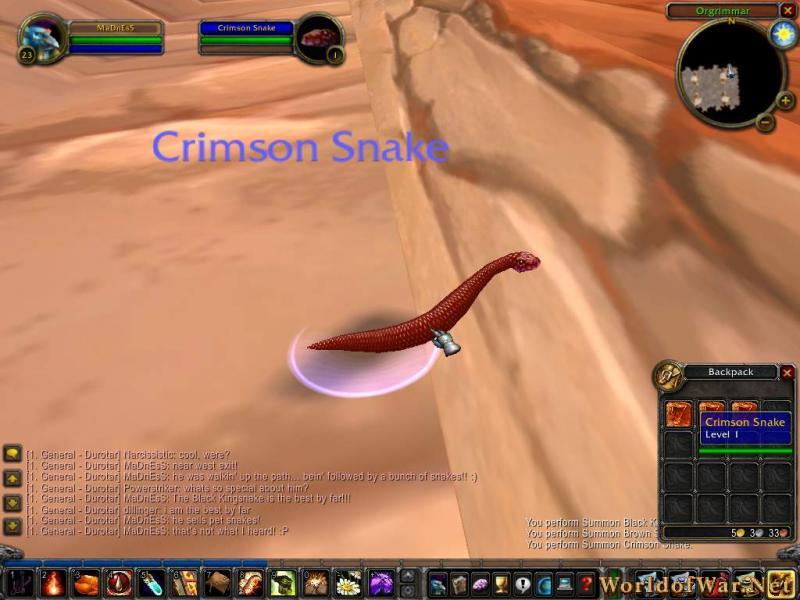 MaDnEsS
23
Crimson Snake
1
Orgrimmar
N
Crimson Snake
Backpack
Crimson Snake
Level 1
5 3 33
[1. General - Durotar] Narcissistic: cool, were?
[1. General - Durotar] MaDnEsS: near west exit!
[1. General - Durotar] MaDnEsS: he was walkin' up the path... bein' followed by a bunch of snakes!! :)
[1. General - Durotar] Powerstriker: whats so special about him?
[1. General - Durotar] MaDnEsS: The Black Kingsnake is the best by far!!!
[1. General - Durotar] dillinger: i am the best by far
[1. General - Durotar] MaDnEsS: he sells pet snakes!
[1. General - Durotar] MaDnEsS: that's not what I heard! :P
You perform Summon Black
You perform Summon Brown
You perform Summon Crimson Snake.
WorldofWar.Net